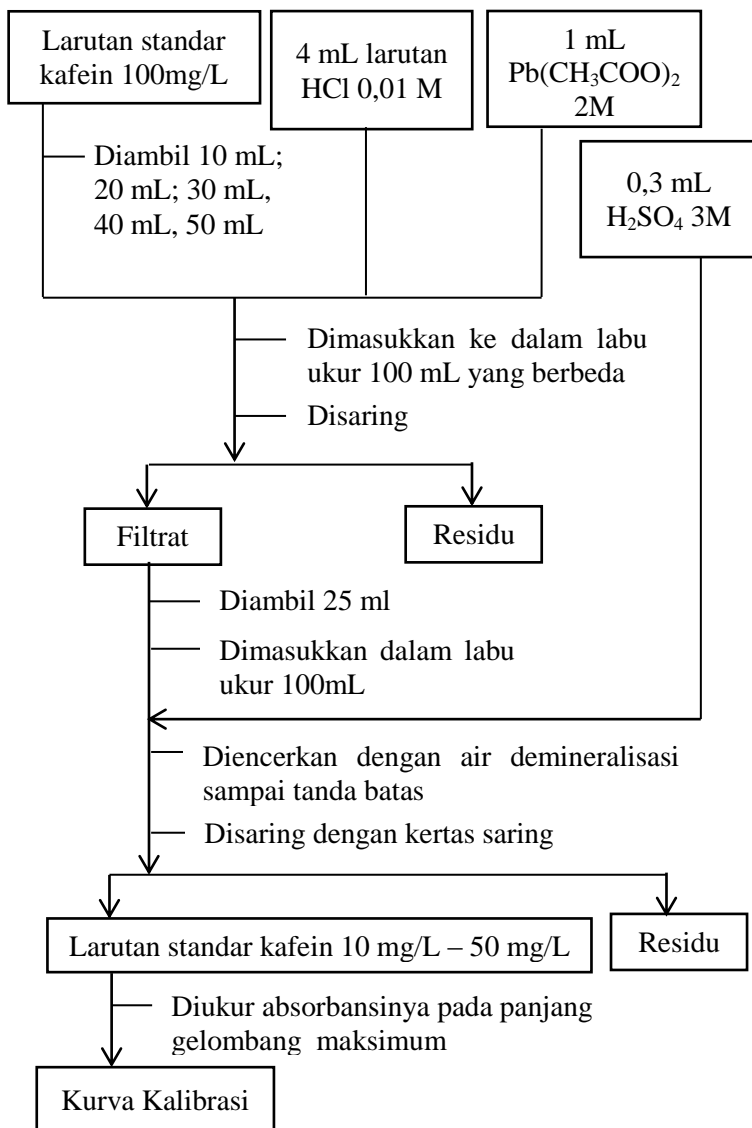 Larutan standar
kafein 100mg/L
4 mL larutan
HCl 0,01 M
1 mL
Pb(CH₃COO)₂
2M
Diambil 10 mL;
20 mL; 30 mL,
40 mL, 50 mL
0,3 mL
H₂SO₄ 3M
Dimasukkan ke dalam labu
ukur 100 mL yang berbeda
Disaring
Filtrat
Residu
Diambil 25 ml
Dimasukkan dalam labu
ukur 100mL
Diencerkan dengan air demineralisasi
sampai tanda batas
Disaring dengan kertas saring
Larutan standar kafein 10 mg/L – 50 mg/L
Residu
Diukur absorbansinya pada panjang
gelombang maksimum
Kurva Kalibrasi